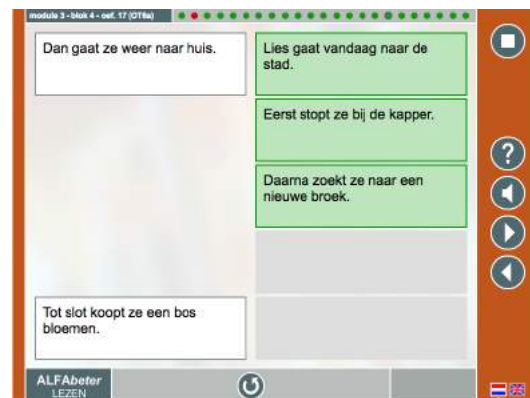 module 3 - blok 4 - oef. 17 (OT6a)
Dan gaat ze weer naar huis.
Lies gaat vandaag naar de
stad.
Eerst stopt ze bij de kapper.
Daarna zoekt ze naar een
nieuwe broek.
Tot slot koopt ze een bos
bloemen.
?
ALFAbeter
LEZEN